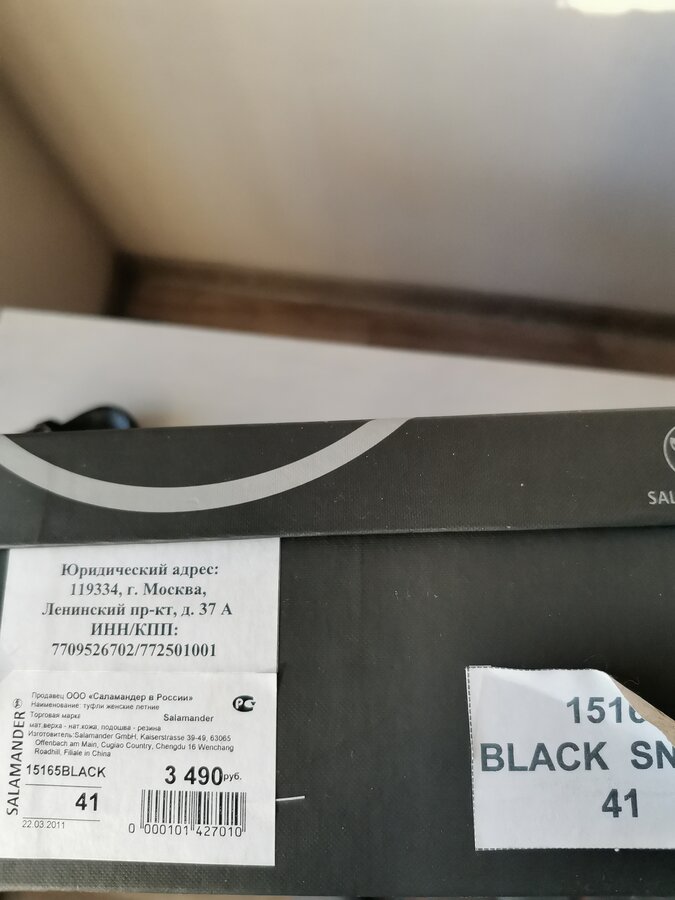 SAL
Юридический адрес:
119334, г. Москва,
Ленинский пр-кт, д. 37 А
ИНН/КПП:
7709526702/772501001
SALAMANDER
Продавец ООО «Саламандер в России»
Наименование: туфли женские летние
Торговая марка Salamander
мат.верха - нат.кожа, подошва - резина
Изготовитель:Salamander GmbH, Kaiserstrasse 39-49, 63065
Offenbach am Main, Cugiao Country, Chengdu 16 Wenchang
Roadhill, Filiale in China
15165BLACK
3 490руб.
41
22.03.2011
0 000101 427010
1516
BLACK SN
41